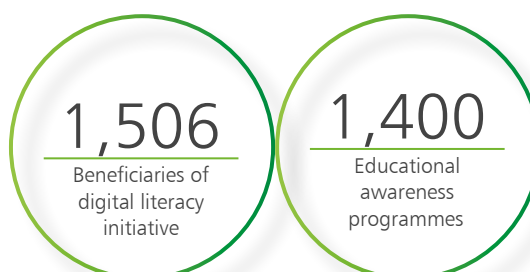 1,506
Beneficiaries of
digital literacy
initiative
1,400
Educational
awareness
programmes